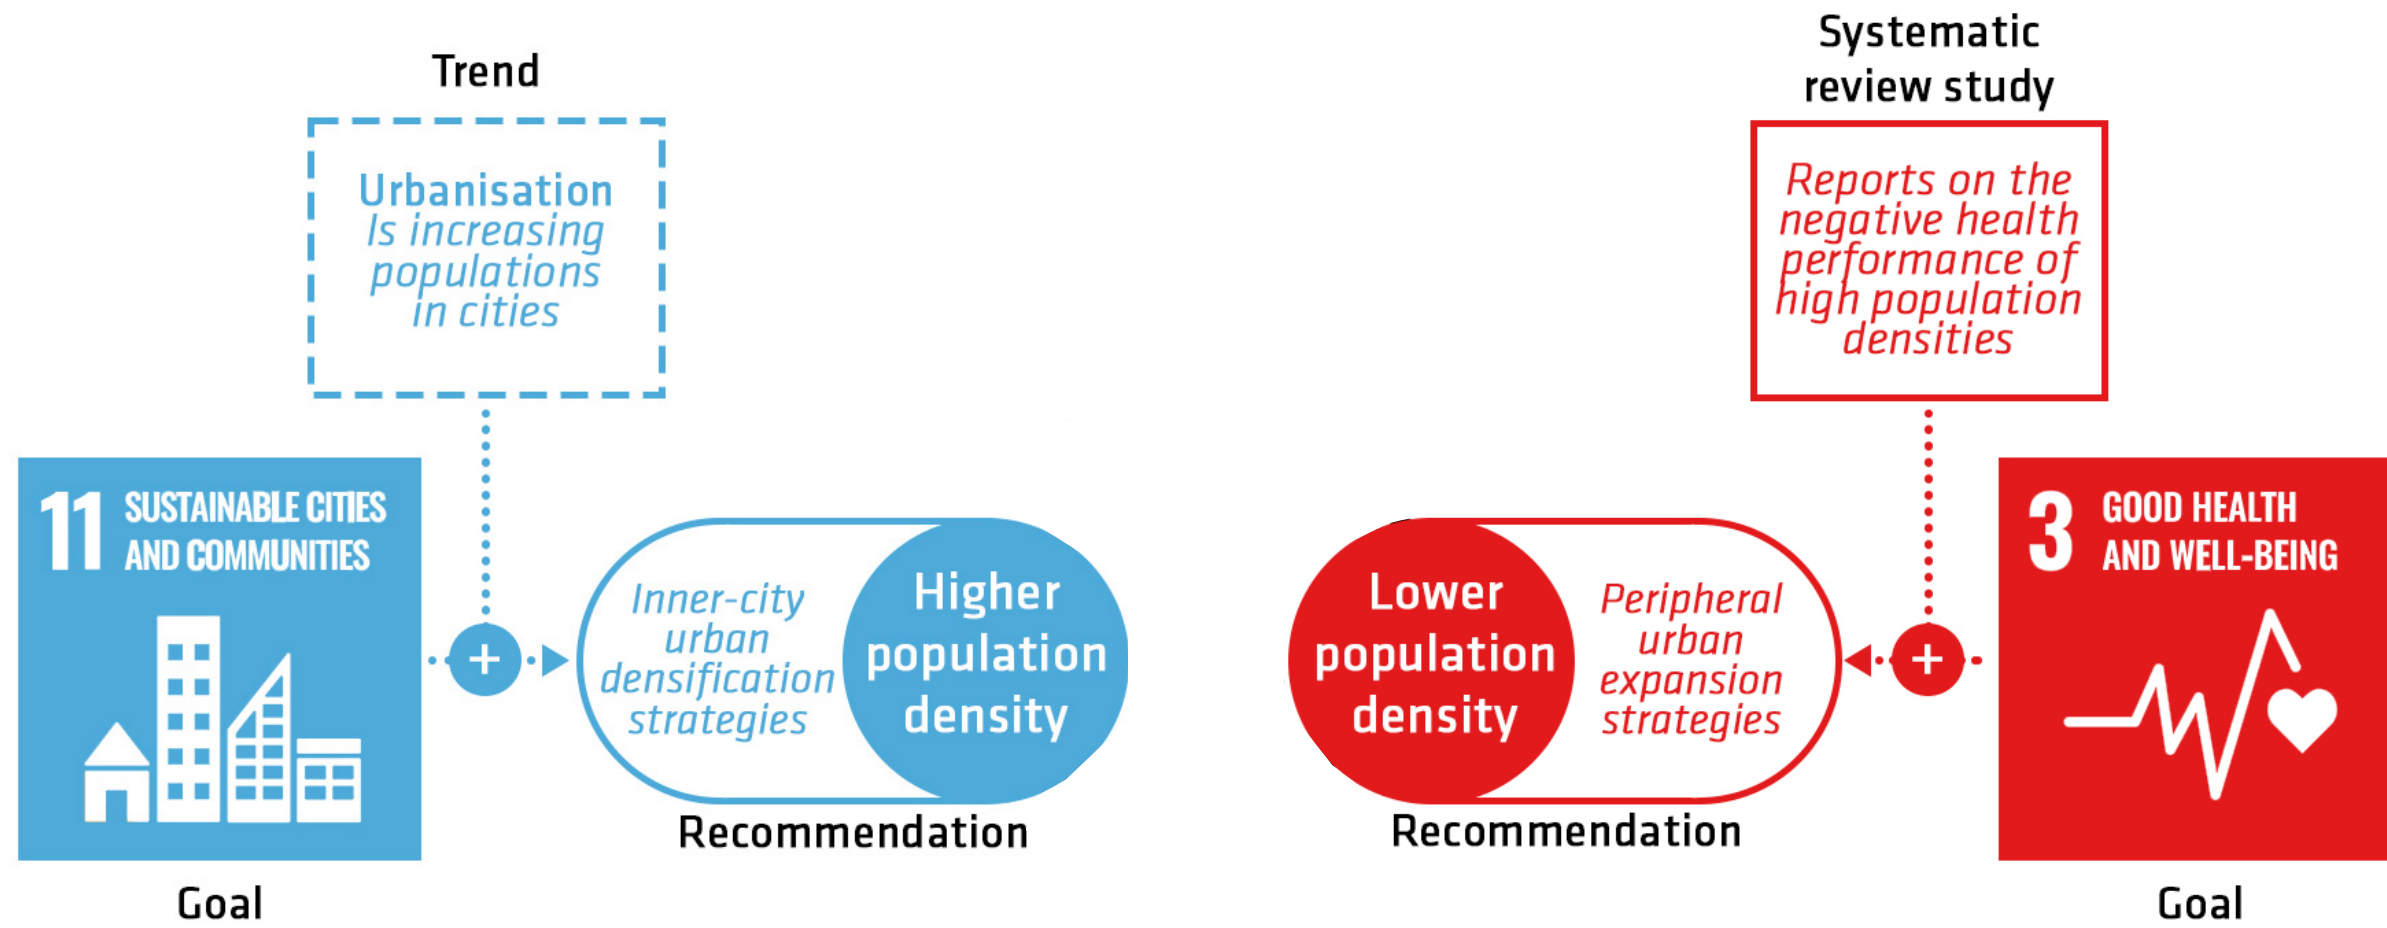 Trend
Urbanisation
Is increasing
populations
in cities
11 SUSTAINABLE CITIES
AND COMMUNITIES
Goal
+
Inner-city
urban
densification
strategies
Higher
population
density
Recommendation
Systematic
review study
Reports on the
negative health
performance of
high population
densities
Lower
population
density
Peripheral
urban
expansion
strategies
Recommendation
+
3 GOOD HEALTH
AND WELL-BEING
Goal